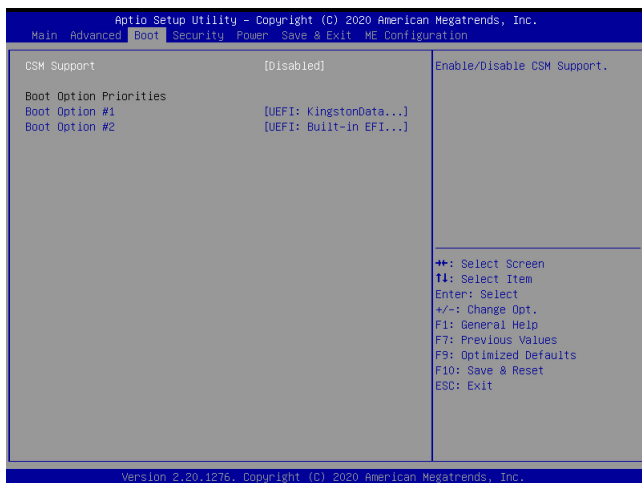 Aptio Setup Utility – Copyright (C) 2020 American Megatrends, Inc.
Main Advanced Boot Security Power Save & Exit ME Configuration
CSM Support [Disabled]
Boot Option Priorities
Boot Option #1 [UEFI: KingstonData...]
Boot Option #2 [UEFI: Built-in EFI...]
Enable/Disable CSM Support.
→←: Select Screen
↑↓: Select Item
Enter: Select
+/-: Change Opt.
F1: General Help
F7: Previous Values
F9: Optimized Defaults
F10: Save & Reset
ESC: Exit
Version 2.20.1276. Copyright (C) 2020 American Megatrends, Inc.